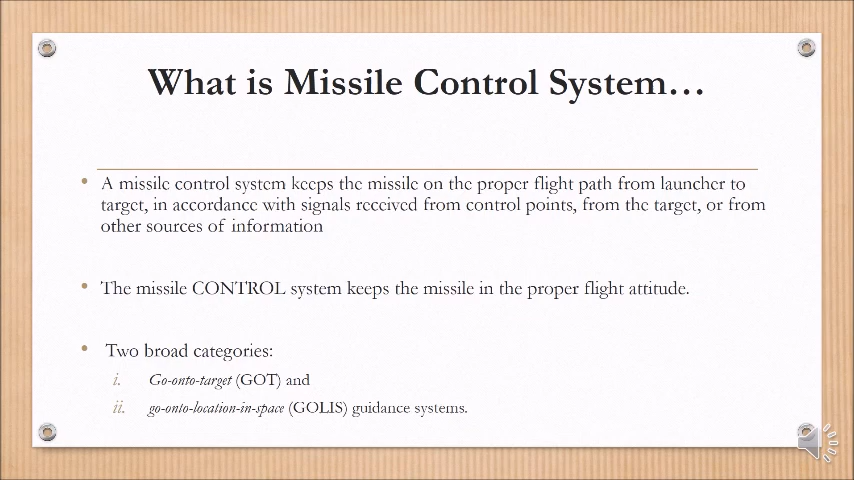 What is Missile Control System…
A missile control system keeps the missile on the proper flight path from launcher to
target, in accordance with signals received from control points, from the target, or from
other sources of information
The missile CONTROL system keeps the missile in the proper flight attitude.
Two broad categories:
i. Go-onto-target (GOT) and
ii. go-onto-location-in-space (GOLIS) guidance systems.